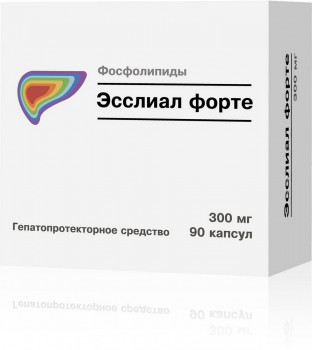 Фосфолипиды
Эсслиал форте
300 мг
Гепатопротекторное средство 90 капсул
Эсслиал форте
300 мг